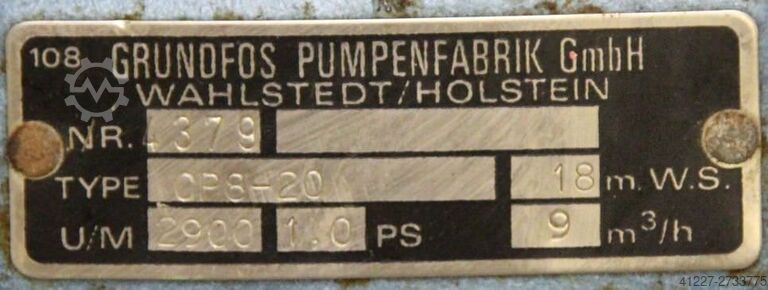 108 GRUNDFOS PUMPENFABRIK GmbH
WAHLSTEDT/HOLSTEIN
NR. 4379
TYPE CP8-20 18 m.W.S.
U/M 2900 1.0 PS 9 m³/h
41227-2733775